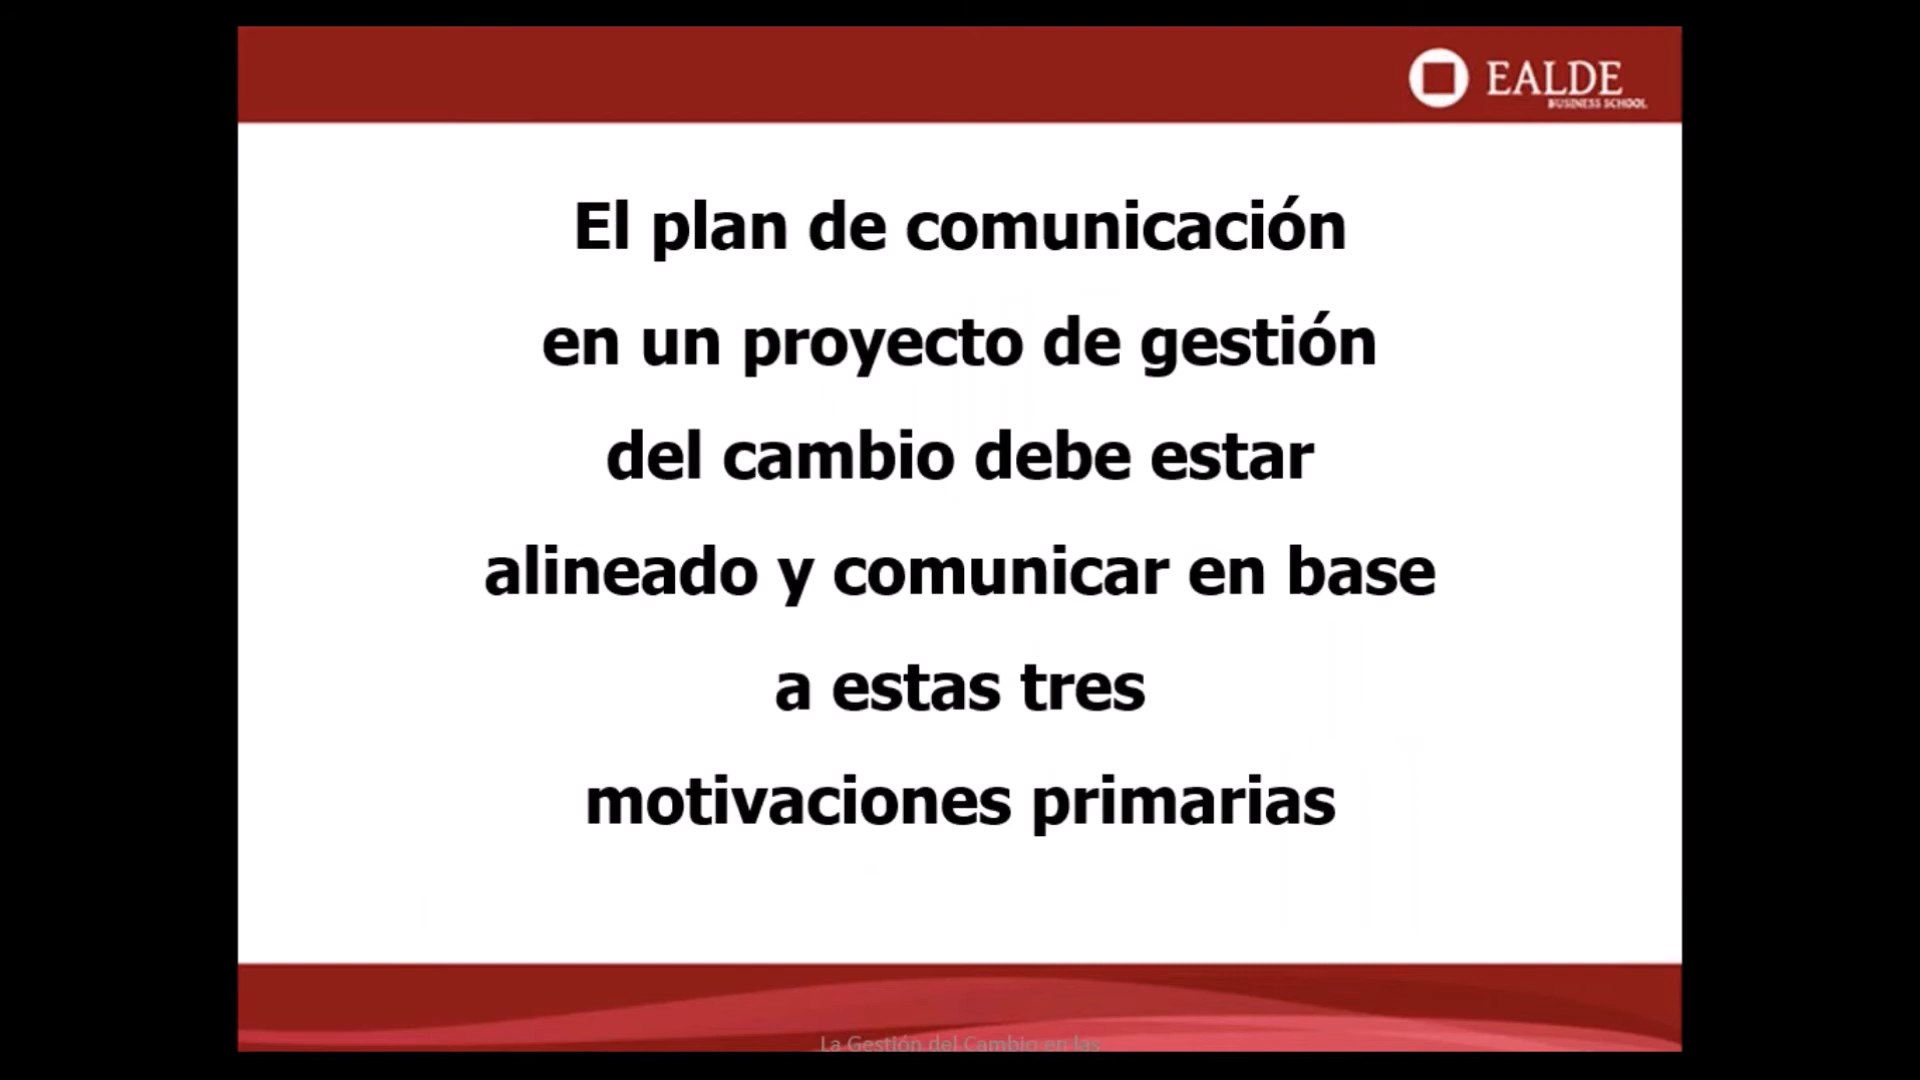 EALDE
BUSINESS SCHOOL
El plan de comunicación
en un proyecto de gestión
del cambio debe estar
alineado y comunicar en base
a estas tres
motivaciones primarias
La Gestión del Cambio en las